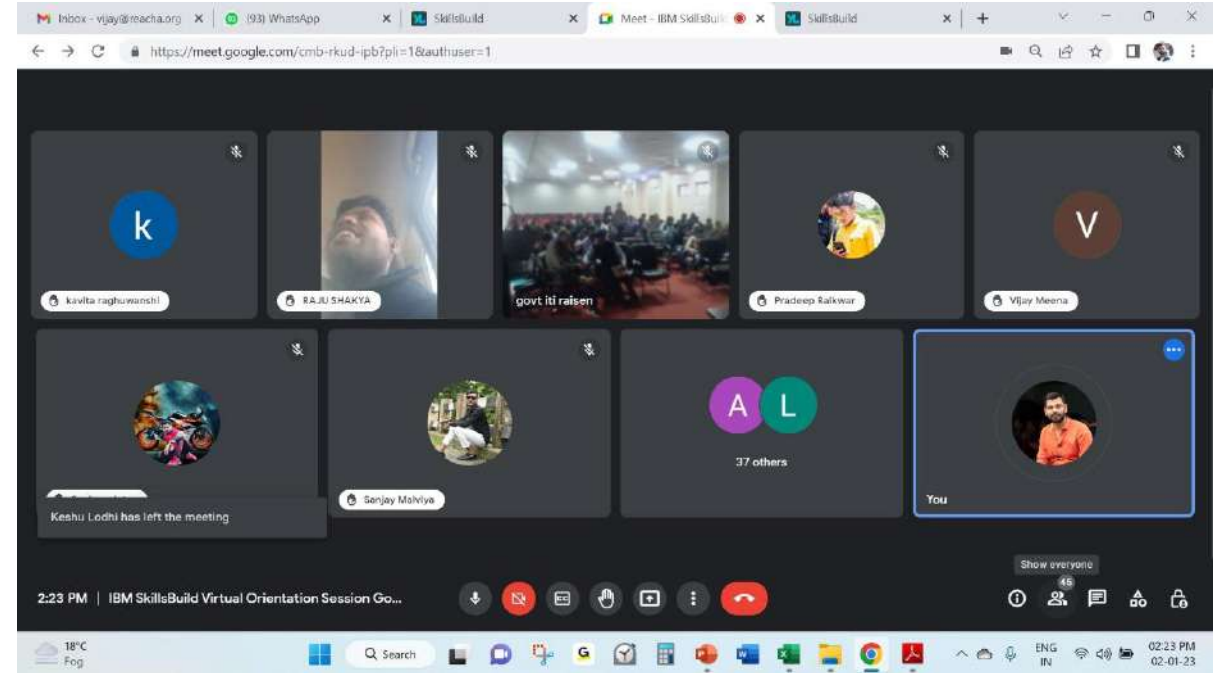 Inbox - vijay@reacha.org
(93) WhatsApp
SkillsBuild
Meet - IBM SkillsBuil
SkillsBuild
https://meet.google.com/cmb-rkud-ipb?pli=1&authuser=1
k
V
kavita raghuwanshi
RAJU SHAKYA
govt iti raisen
Pradeep Raikwar
Vijay Meena
A L
37 others
Sanjay Malviya
You
Keshu Lodhi has left the meeting
Show everyone
45
2:23 PM | IBM SkillsBuild Virtual Orientation Session Go...
18°C
Fog
Search
ENG
IN
02:23 PM
02-01-23